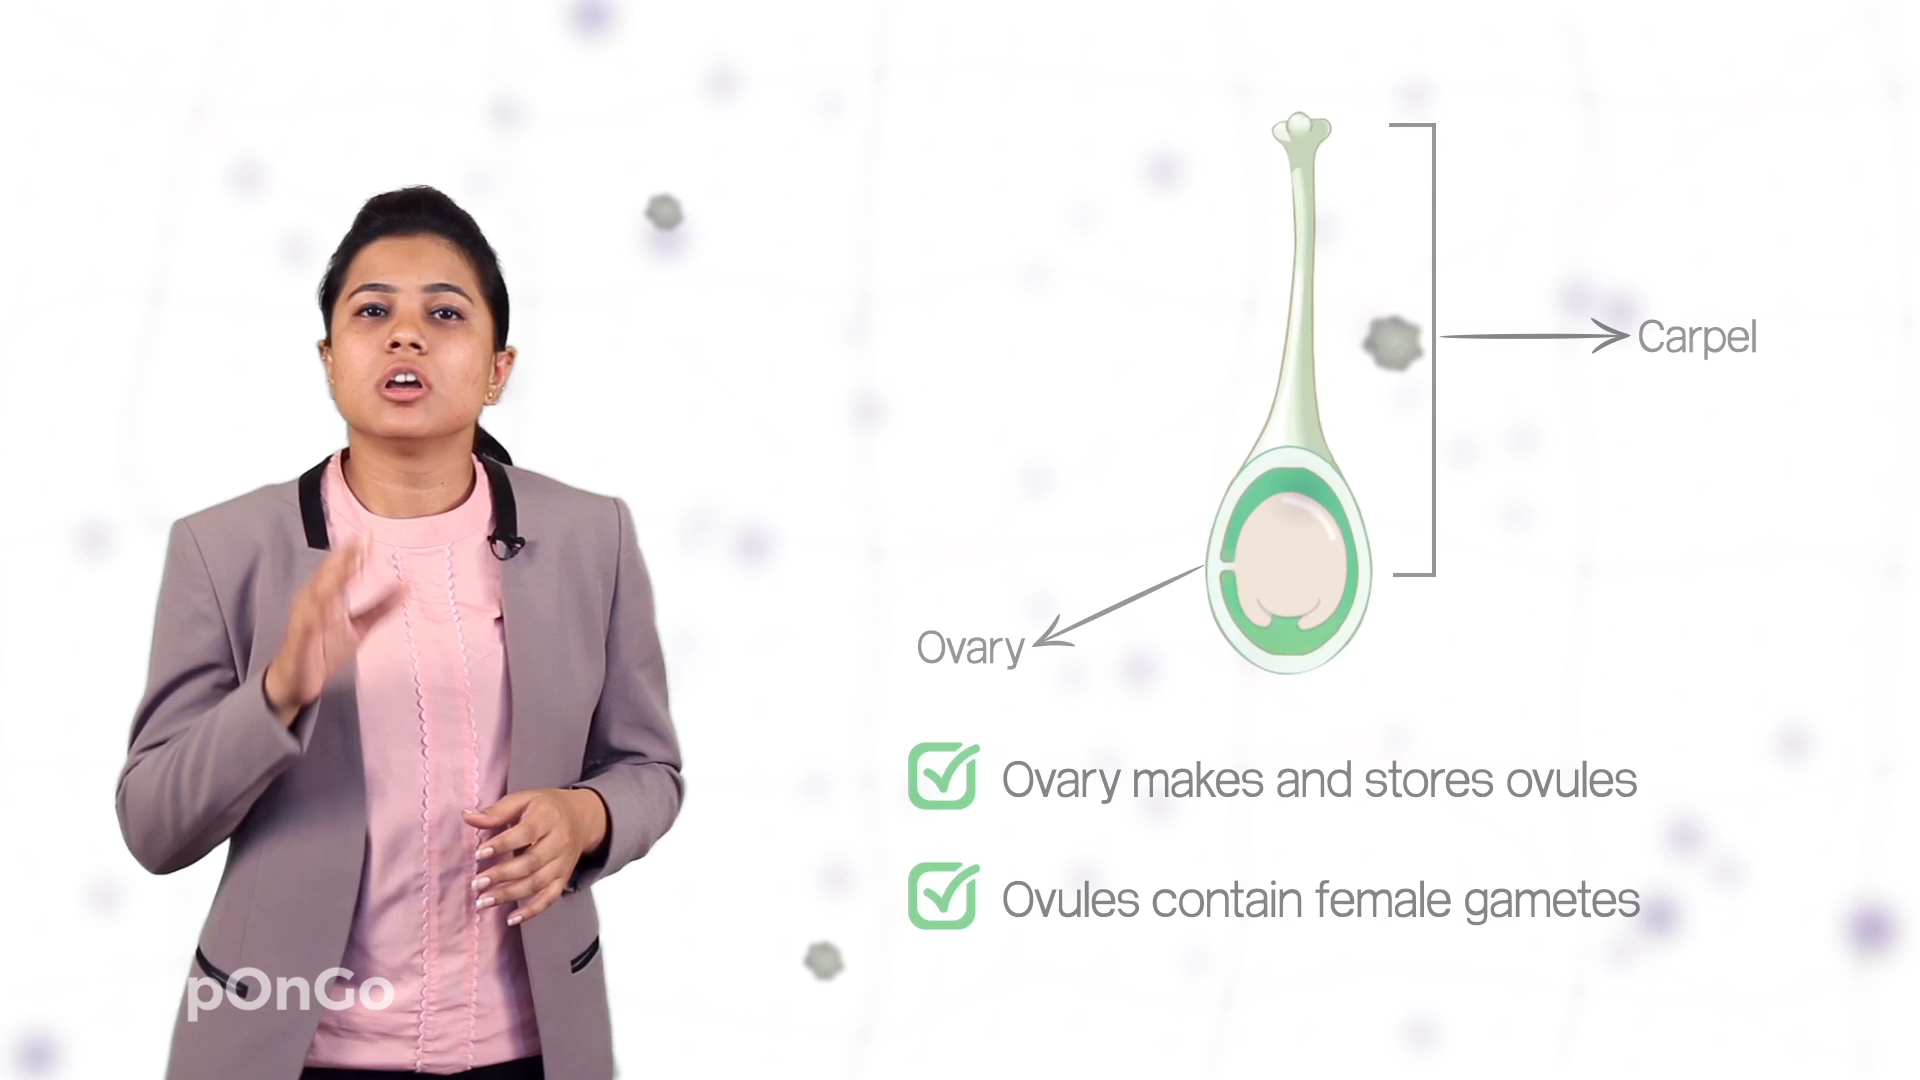 Carpel
Ovary
Ovary makes and stores ovules
Ovules contain female gametes
pOnGo